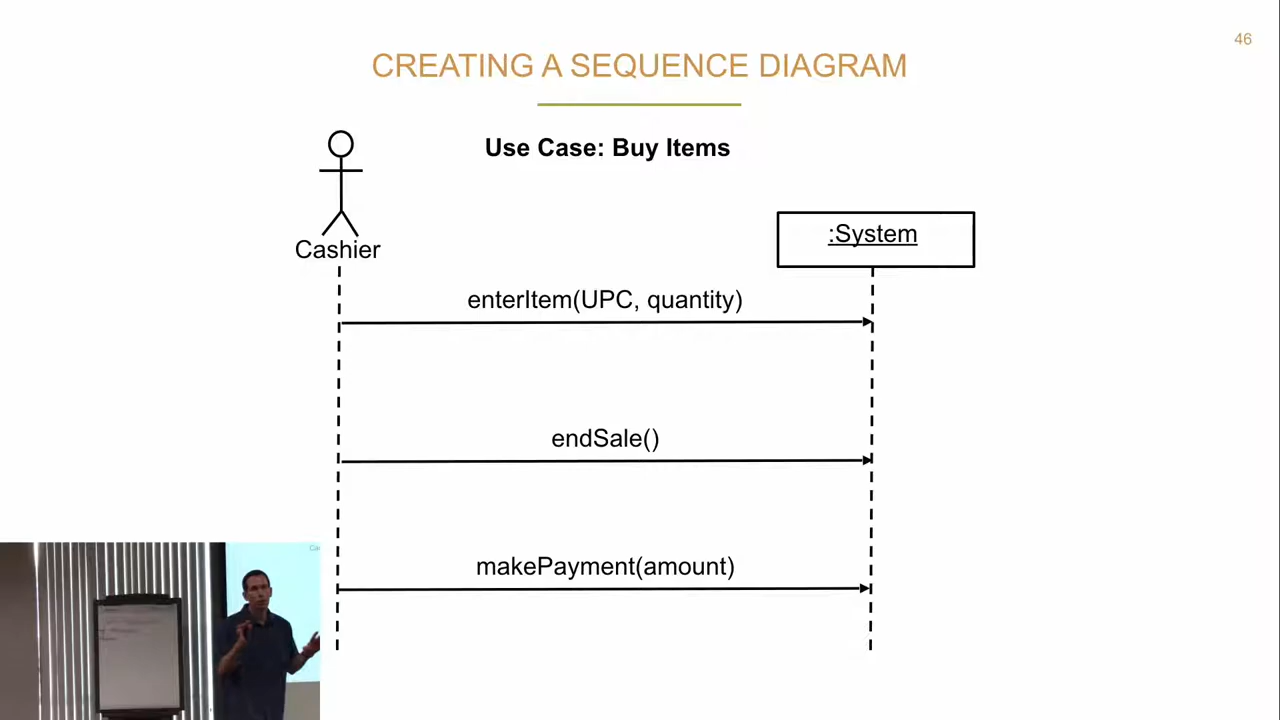 46
CREATING A SEQUENCE DIAGRAM
Use Case: Buy Items
Cashier
:System
enterItem(UPC, quantity)
endSale()
makePayment(amount)